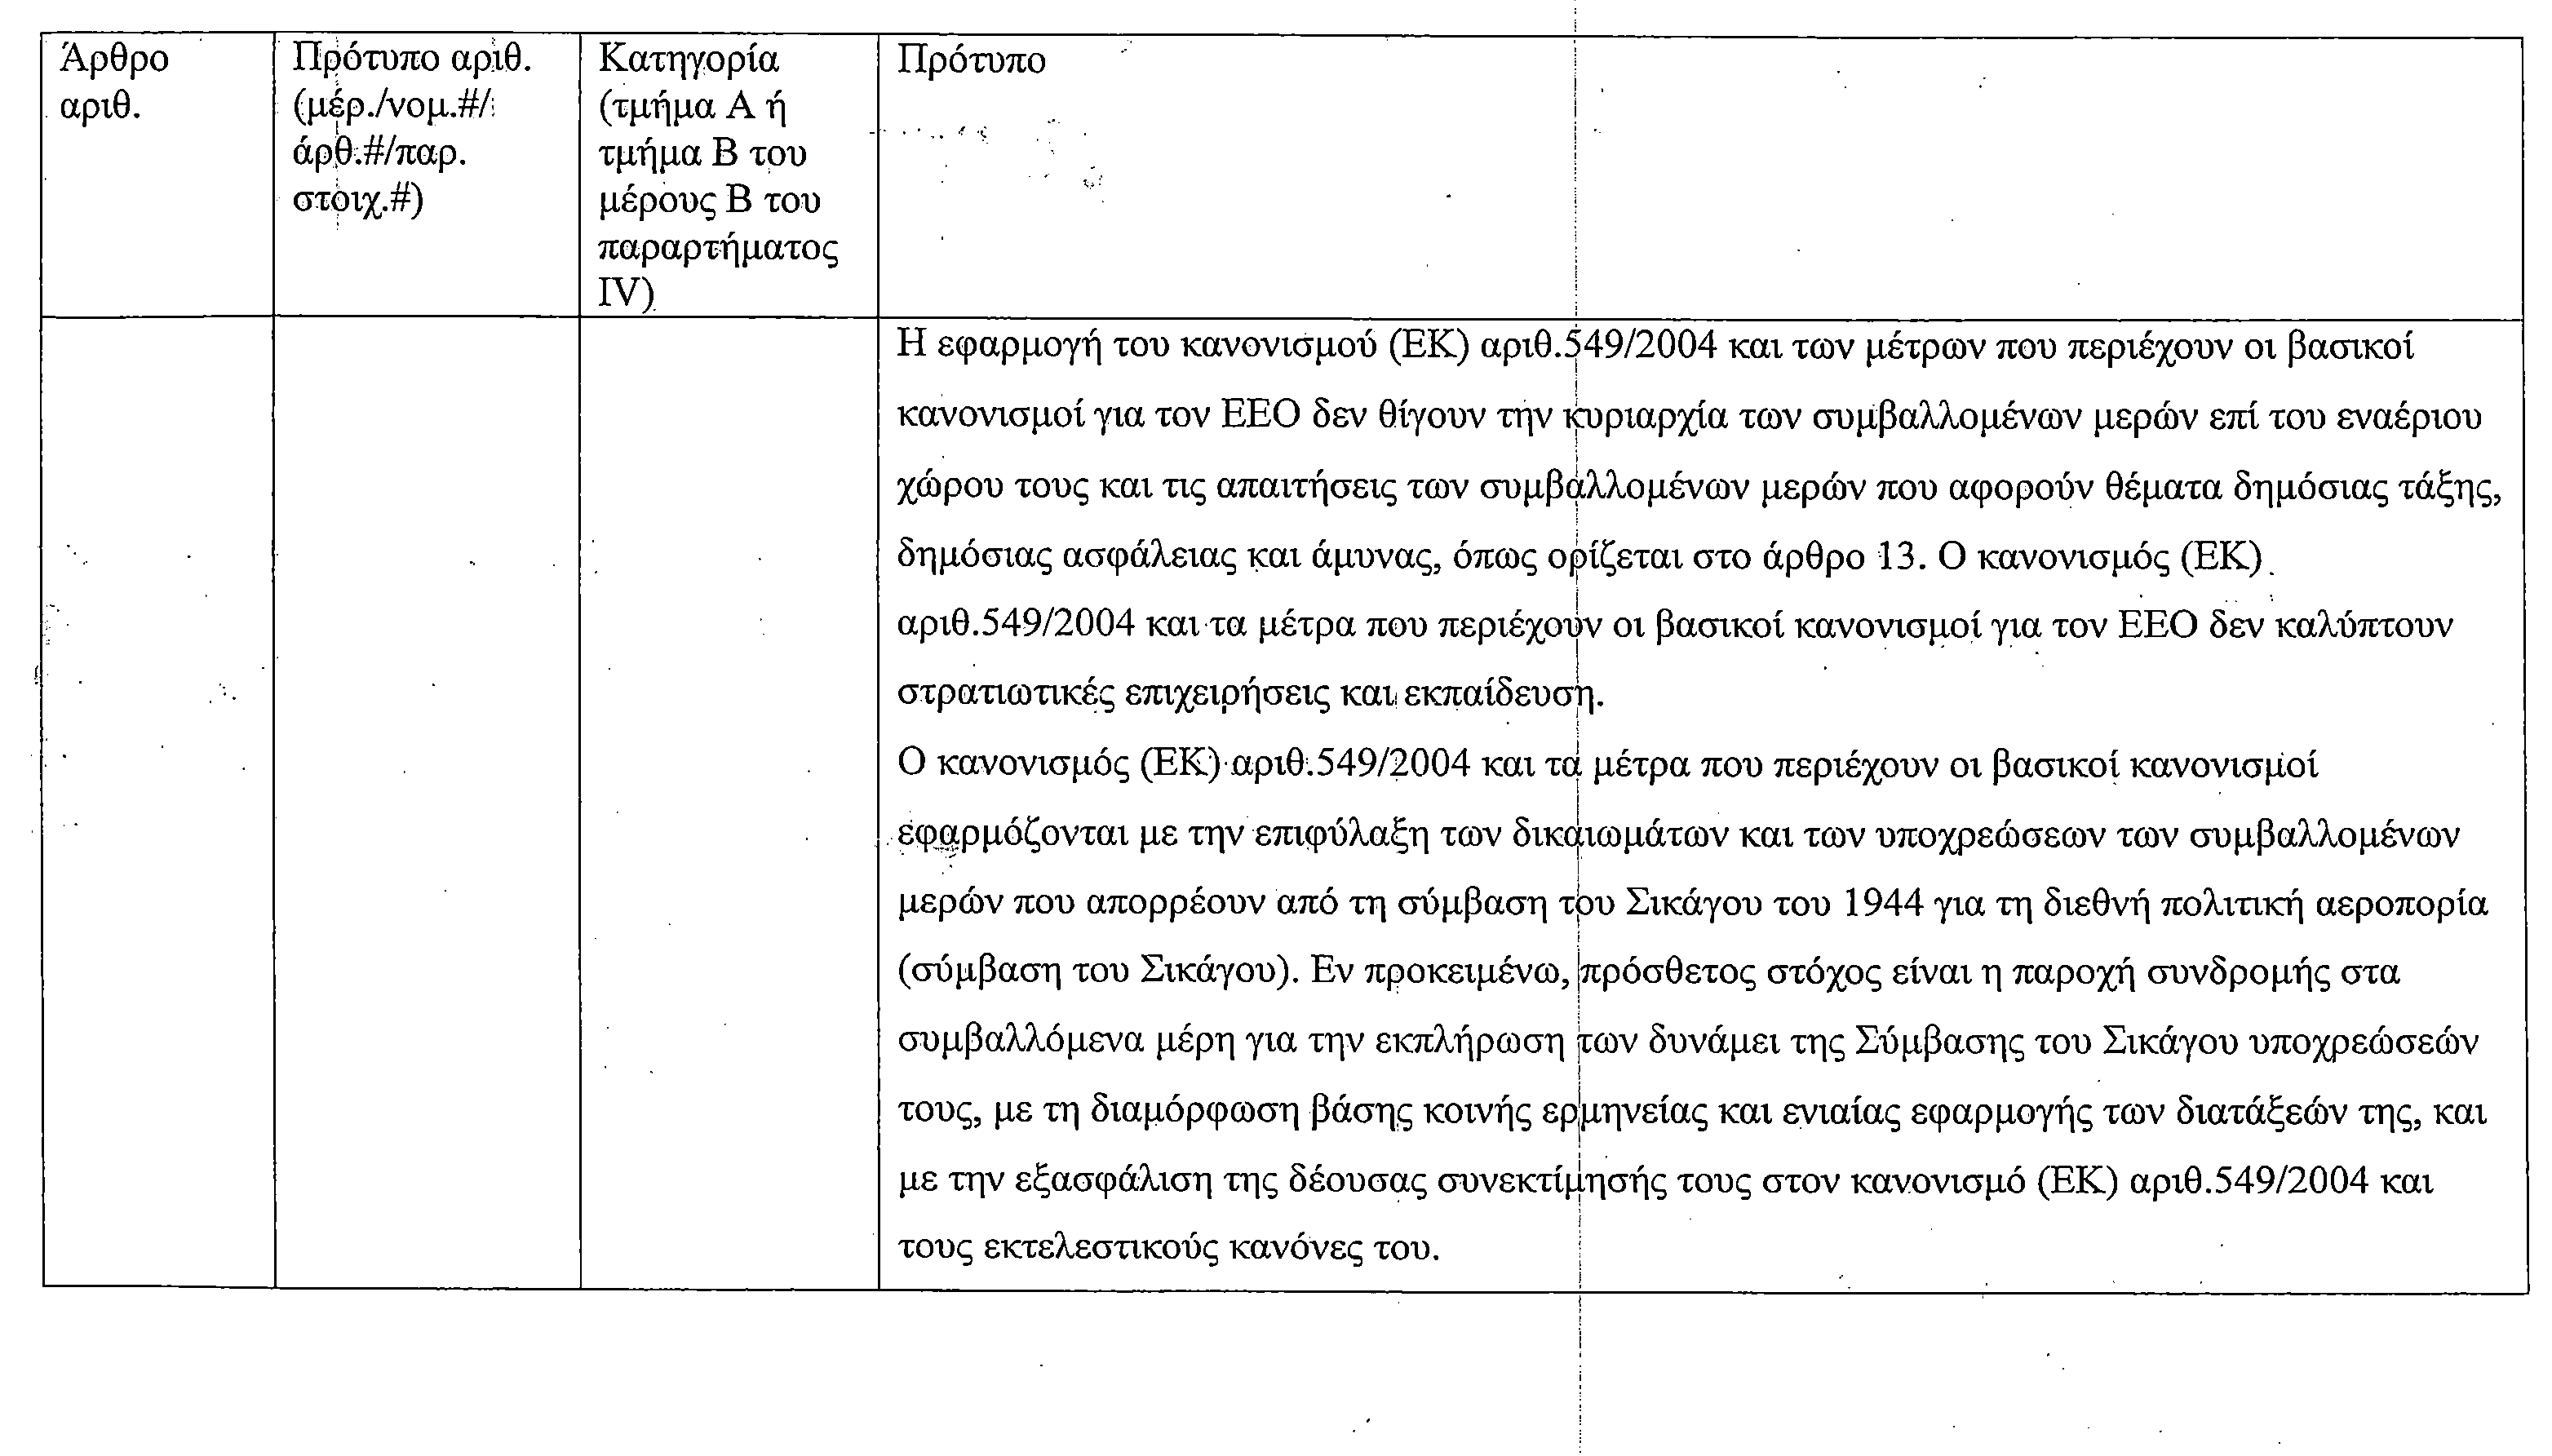 Άρθρο
αριθ.
Πρότυπο αριθ.
(μέρ./νομ.#/
άρθ.#/παρ.
στοιχ.#)
Κατηγορία
(τμήμα Α ή
τμήμα Β του
μέρους Β του
παραρτήματος
IV)
Πρότυπο
Η εφαρμογή του κανονισμού (ΕΚ) αριθ.549/2004 και των μέτρων που περιέχουν οι βασικοί
κανονισμοί για τον ΕΕΟ δεν θίγουν την κυριαρχία των συμβαλλομένων μερών επί του εναέριου
χώρου τους και τις απαιτήσεις των συμβαλλομένων μερών που αφορούν θέματα δημόσιας τάξης,
δημόσιας ασφάλειας και άμυνας, όπως ορίζεται στο άρθρο 13. Ο κανονισμός (ΕΚ)
αριθ.549/2004 και τα μέτρα που περιέχουν οι βασικοί κανονισμοί για τον ΕΕΟ δεν καλύπτουν
στρατιωτικές επιχειρήσεις και εκπαίδευση.
Ο κανονισμός (ΕΚ) αριθ.549/2004 και τα μέτρα που περιέχουν οι βασικοί κανονισμοί
εφαρμόζονται με την επιφύλαξη των δικαιωμάτων και των υποχρεώσεων των συμβαλλομένων
μερών που απορρέουν από τη σύμβαση του Σικάγου του 1944 για τη διεθνή πολιτική αεροπορία
(σύμβαση του Σικάγου). Εν προκειμένω, πρόσθετος στόχος είναι η παροχή συνδρομής στα
συμβαλλόμενα μέρη για την εκπλήρωση των δυνάμει της Σύμβασης του Σικάγου υποχρεώσεών
τους, με τη διαμόρφωση βάσης κοινής ερμηνείας και ενιαίας εφαρμογής των διατάξεών της, και
με την εξασφάλιση της δέουσας συνεκτίμησής τους στον κανονισμό (ΕΚ) αριθ.549/2004 και
τους εκτελεστικούς κανόνες του.